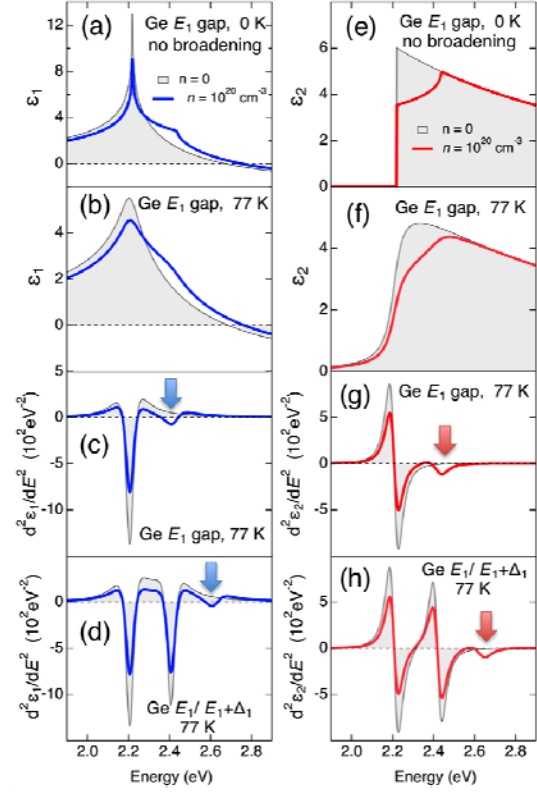 (a)
Ge E₁ gap, 0 K
no broadening
n = 0
n = 10²⁰ cm⁻³
ε₁
12
8
4
0
(b)
Ge E₁ gap, 77 K
ε₁
4
0
5
0
-5
-10
d²ε₁/dE² (10²eV⁻²)
(c)
Ge E₁ gap, 77 K
5
0
-5
-10
d²ε₁/dE² (10²eV⁻²)
(d)
Ge E₁/ E₁+Δ₁
77 K
2.0
2.2
2.4
2.6
2.8
Energy (eV)
(e)
Ge E₁ gap, 0 K
no broadening
n = 0
n = 10²⁰ cm⁻³
ε₂
6
4
2
0
(f)
Ge E₁ gap, 77 K
ε₂
4
2
0
(g)
Ge E₁ gap, 77 K
d²ε₂/dE² (10²eV⁻²)
5
0
-5
(h)
Ge E₁/ E₁+Δ₁
77 K
d²ε₂/dE² (10²eV⁻²)
5
0
-5
2.0
2.2
2.4
2.6
2.8
Energy (eV)